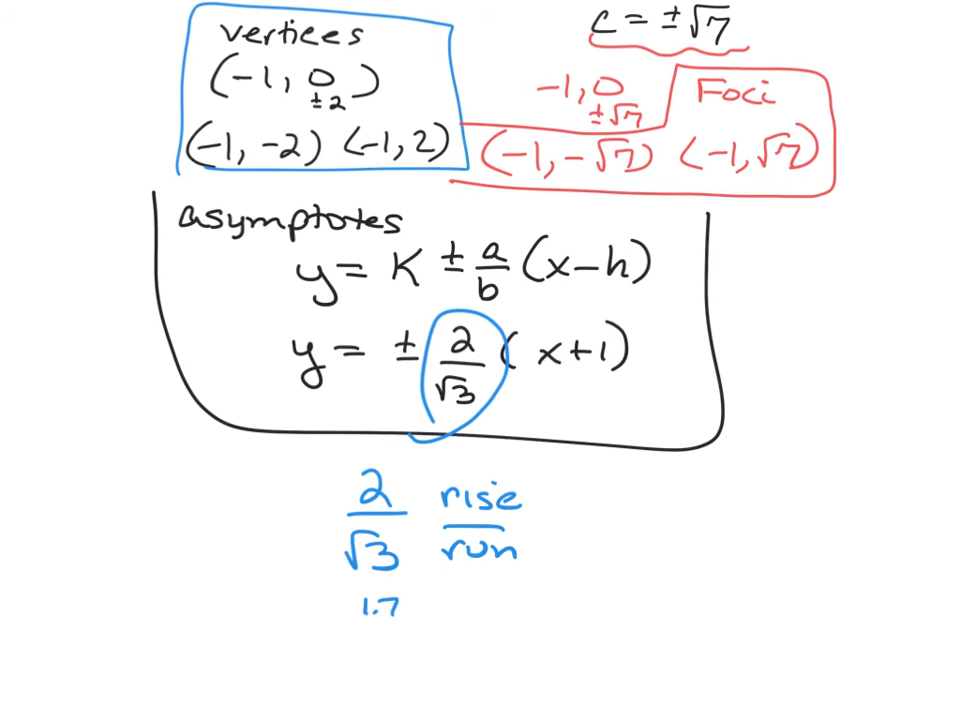 vertices
c = ±√7
(-1, 0)
±2
-1, 0
±√7
Foci
(-1, -2) (-1, 2)
(-1, -√7) (-1, √7)
asymptotes
y = K ± a/b (x-h)
y = ± 2/√3 (x+1)
2/√3 rise/run
1.7